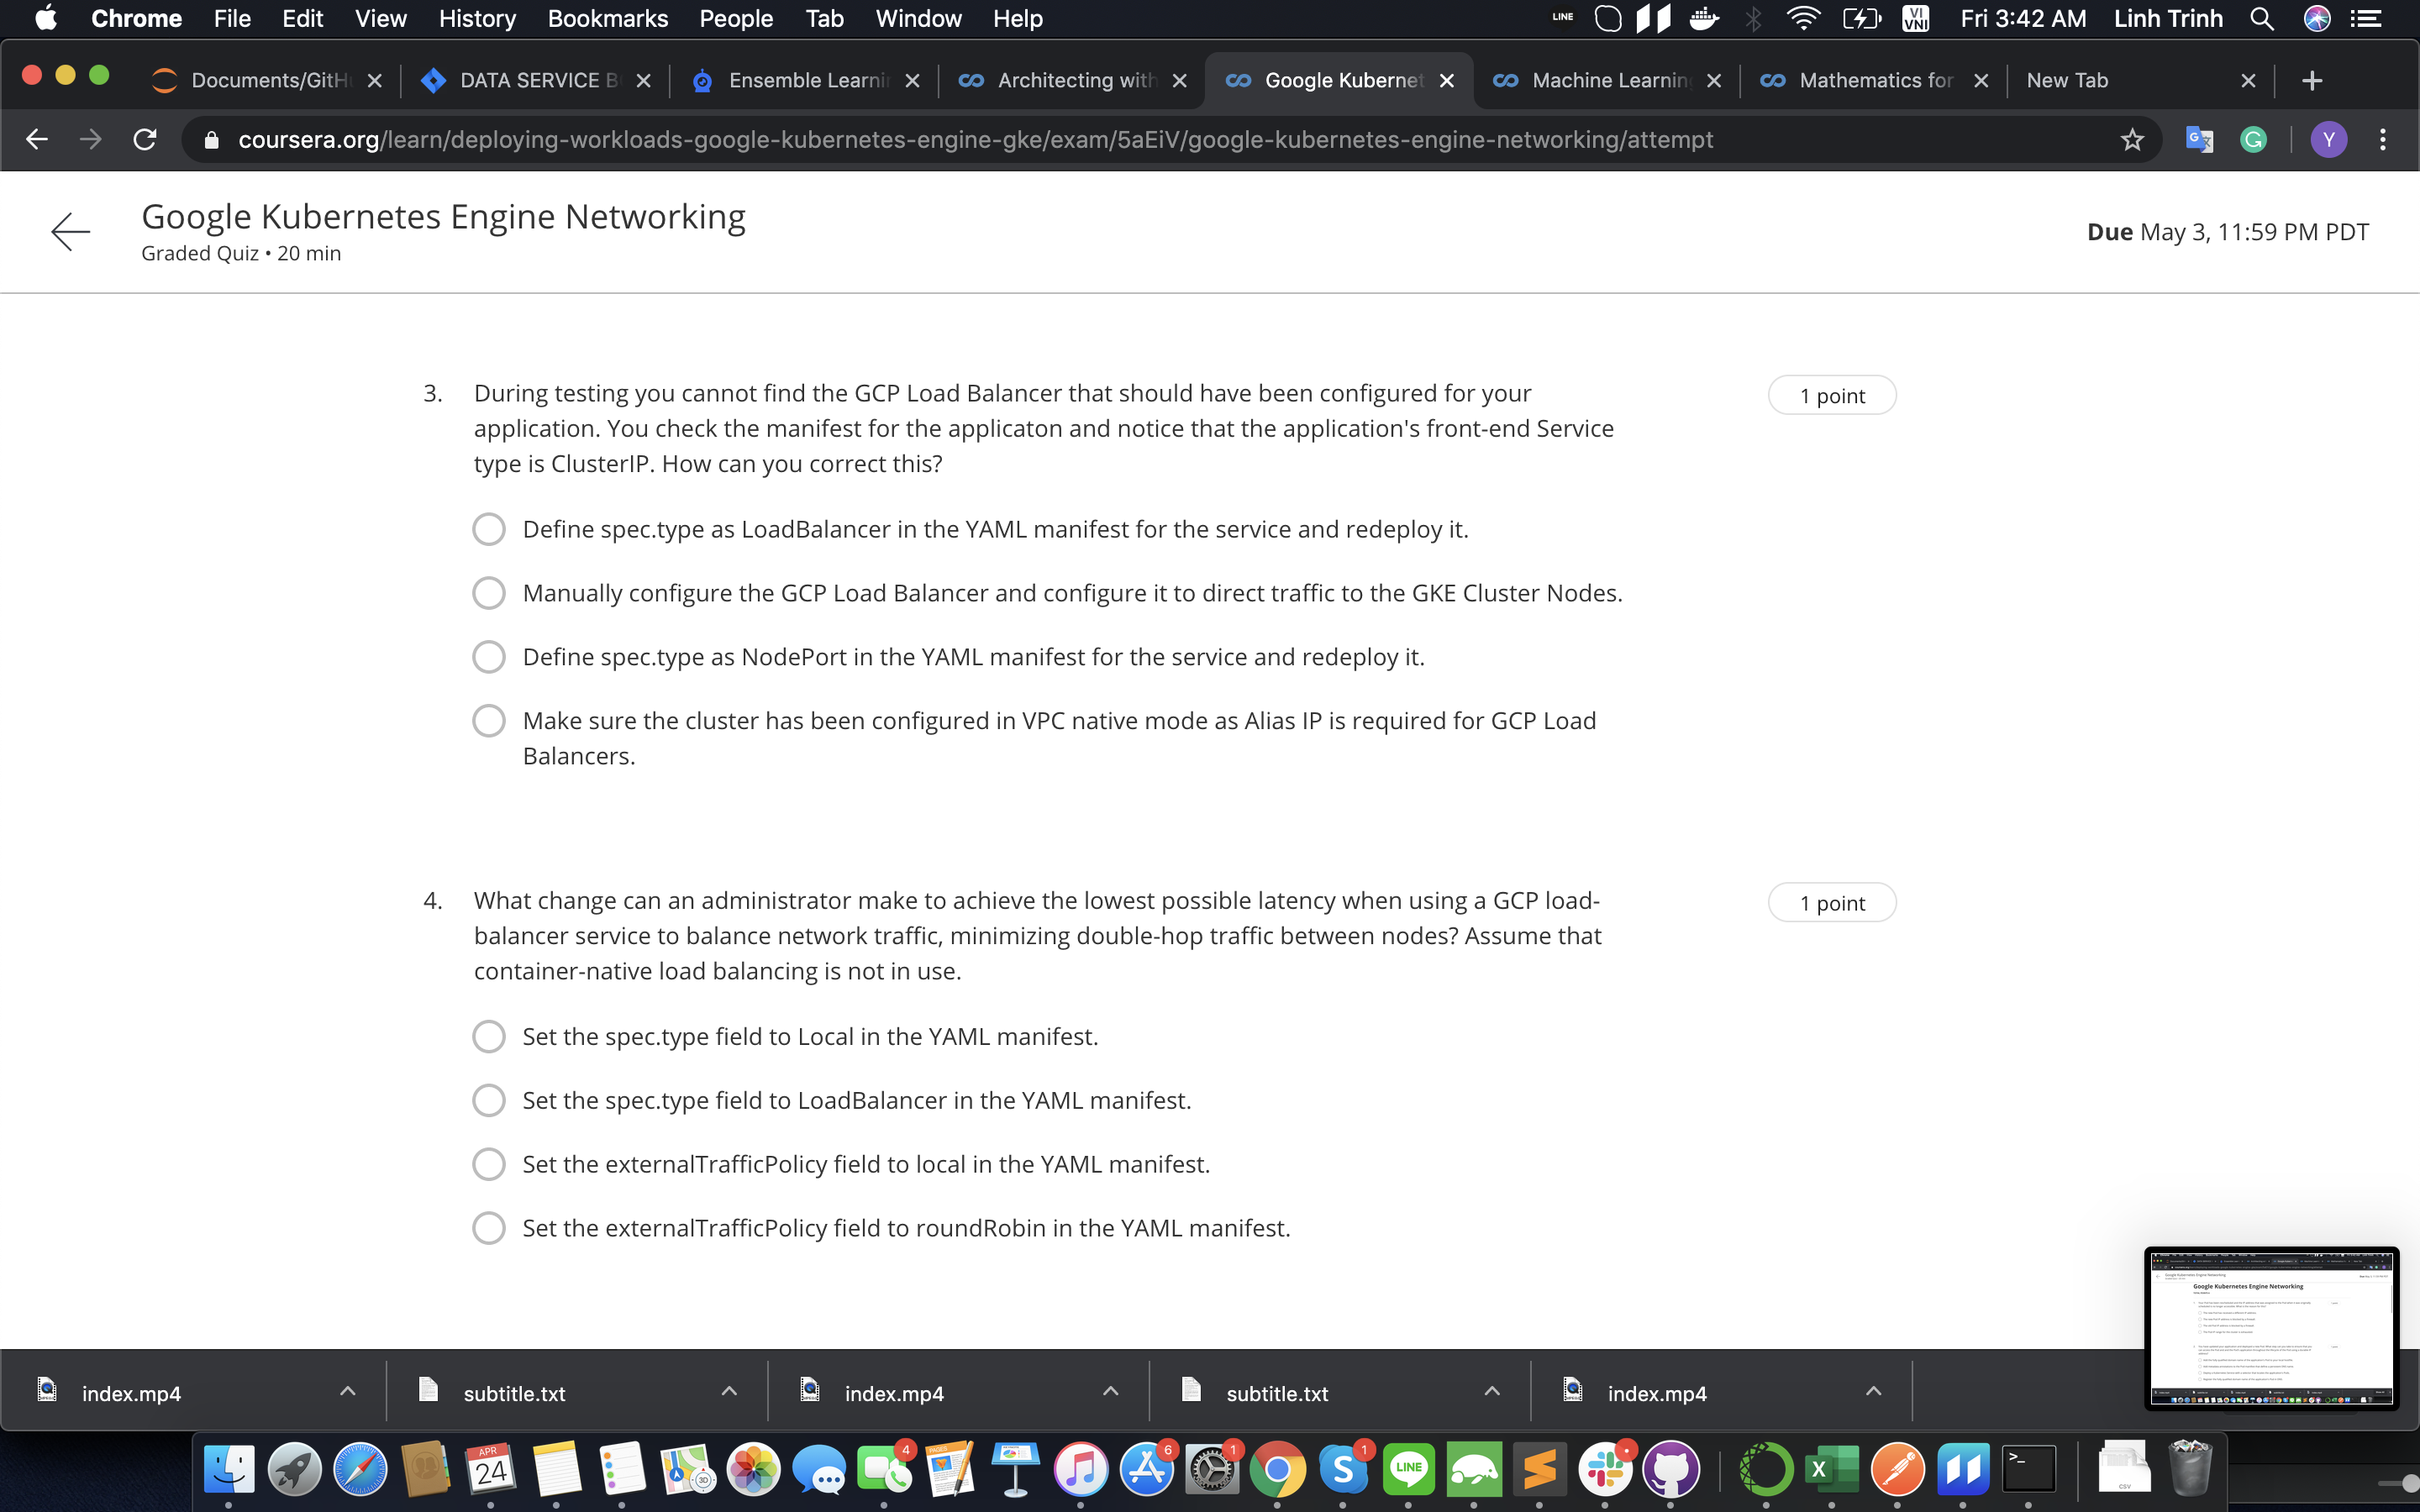 Chrome File Edit View History Bookmarks People Tab Window Help LINE VI VNI Fri 3:42 AM Linh Trinh
Documents/GitH DATA SERVICE B Ensemble Learni Architecting with Google Kubernet Machine Learning Mathematics for New Tab
coursera.org/learn/deploying-workloads-google-kubernetes-engine-gke/exam/5aEiV/google-kubernetes-engine-networking/attempt G Y
Google Kubernetes Engine Networking
Graded Quiz • 20 min
Due May 3, 11:59 PM PDT
3. During testing you cannot find the GCP Load Balancer that should have been configured for your 1 point
application. You check the manifest for the applicaton and notice that the application's front-end Service
type is ClusterIP. How can you correct this?
Define spec.type as LoadBalancer in the YAML manifest for the service and redeploy it.
Manually configure the GCP Load Balancer and configure it to direct traffic to the GKE Cluster Nodes.
Define spec.type as NodePort in the YAML manifest for the service and redeploy it.
Make sure the cluster has been configured in VPC native mode as Alias IP is required for GCP Load
Balancers.
4. What change can an administrator make to achieve the lowest possible latency when using a GCP load- 1 point
balancer service to balance network traffic, minimizing double-hop traffic between nodes? Assume that
container-native load balancing is not in use.
Set the spec.type field to Local in the YAML manifest.
Set the spec.type field to LoadBalancer in the YAML manifest.
Set the externalTrafficPolicy field to local in the YAML manifest.
Set the externalTrafficPolicy field to roundRobin in the YAML manifest.
Google Kubernetes Engine Networking
index.mp4 subtitle.txt index.mp4 subtitle.txt index.mp4
APR 24 3D 4 PAGES 6 1 S 1 LINE X >_ CSV